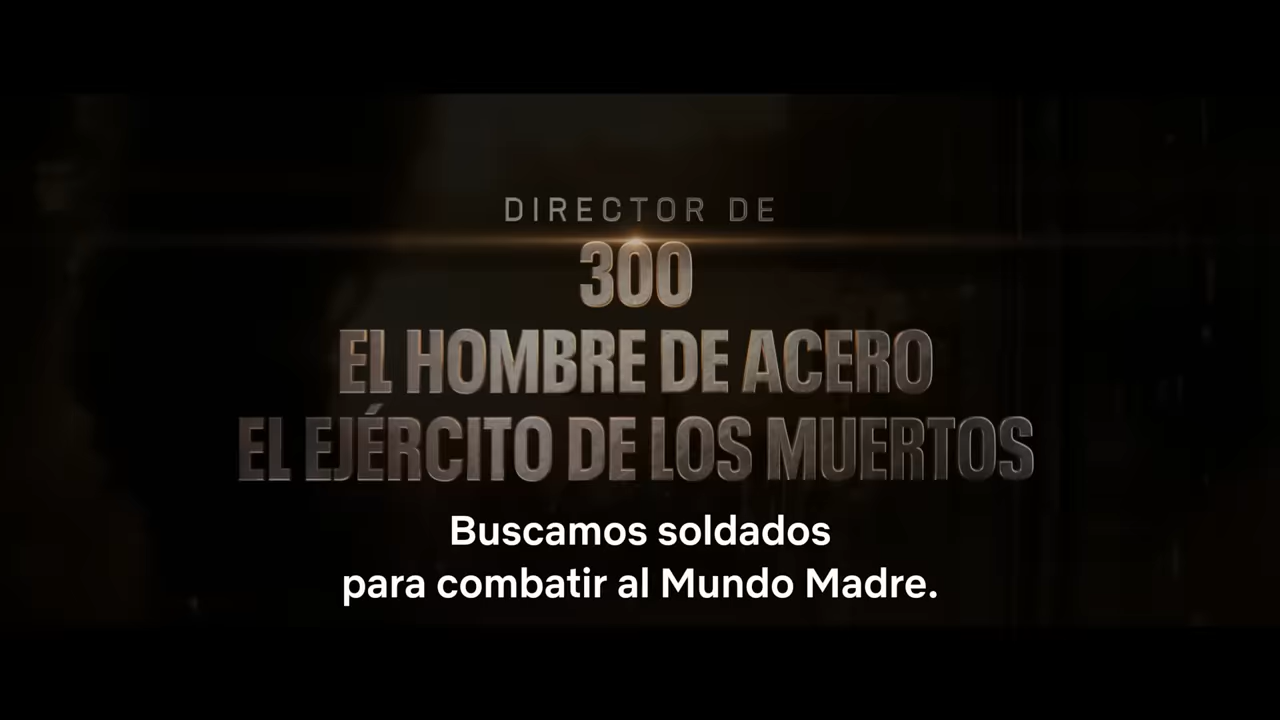 DIRECTOR DE
300
EL HOMBRE DE ACERO
EL EJÉRCITO DE LOS MUERTOS
Buscamos soldados
para combatir al Mundo Madre.